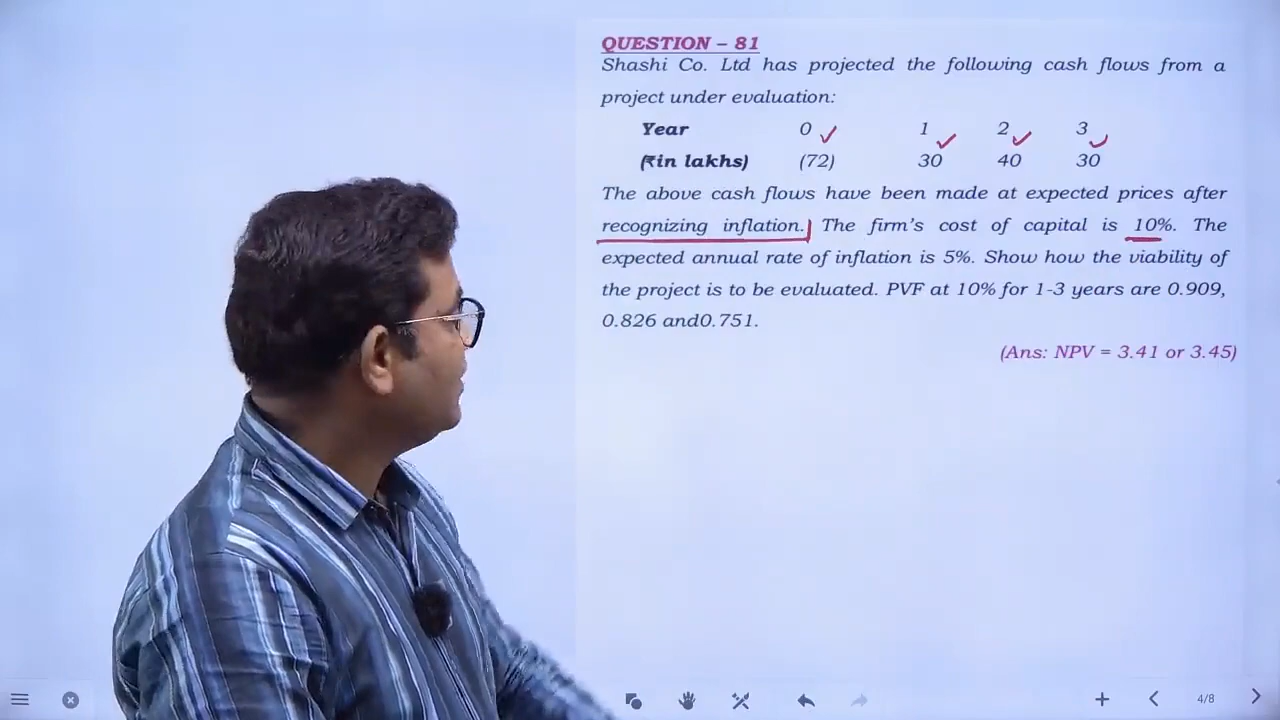 QUESTION – 81
Shashi Co. Ltd has projected the following cash flows from a
project under evaluation:
Year 0 1 2 3
(₹in lakhs) (72) 30 40 30
The above cash flows have been made at expected prices after
recognizing inflation. The firm's cost of capital is 10%. The
expected annual rate of inflation is 5%. Show how the viability of
the project is to be evaluated. PVF at 10% for 1-3 years are 0.909,
0.826 and0.751.
(Ans: NPV = 3.41 or 3.45)
4/8